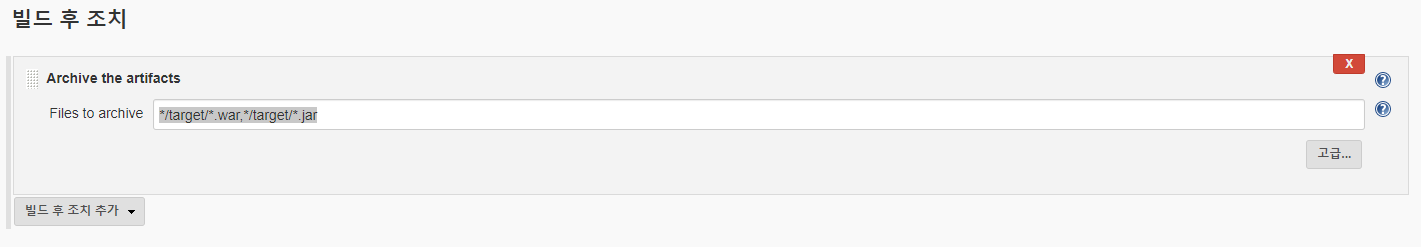 빌드 후 조치
Archive the artifacts
X
?
Files to archive
*/target/*.war,*/target/*.jar
?
고급...
빌드 후 조치 추가